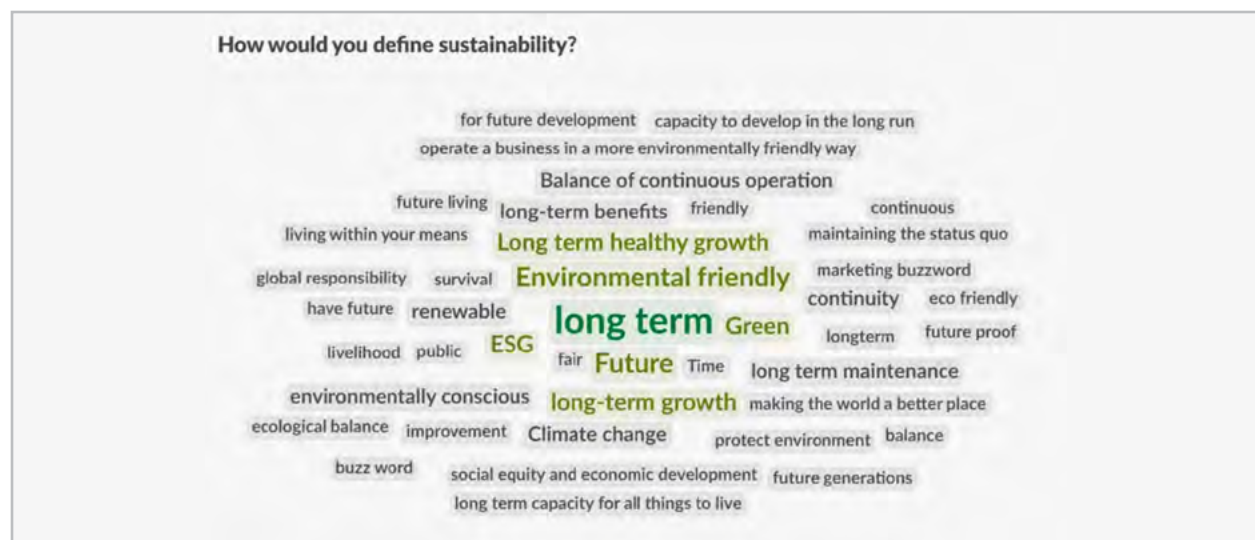 How would you define sustainability?
for future development capacity to develop in the long run
operate a business in a more environmentally friendly way
Balance of continuous operation
future living long-term benefits friendly continuous
living within your means Long term healthy growth maintaining the status quo
global responsibility survival Environmental friendly marketing buzzword
have future renewable long term Green continuity eco friendly
livelihood public ESG fair Future Time longterm future proof
long term maintenance
environmentally conscious long-term growth making the world a better place
ecological balance improvement Climate change protect environment balance
buzz word social equity and economic development future generations
long term capacity for all things to live